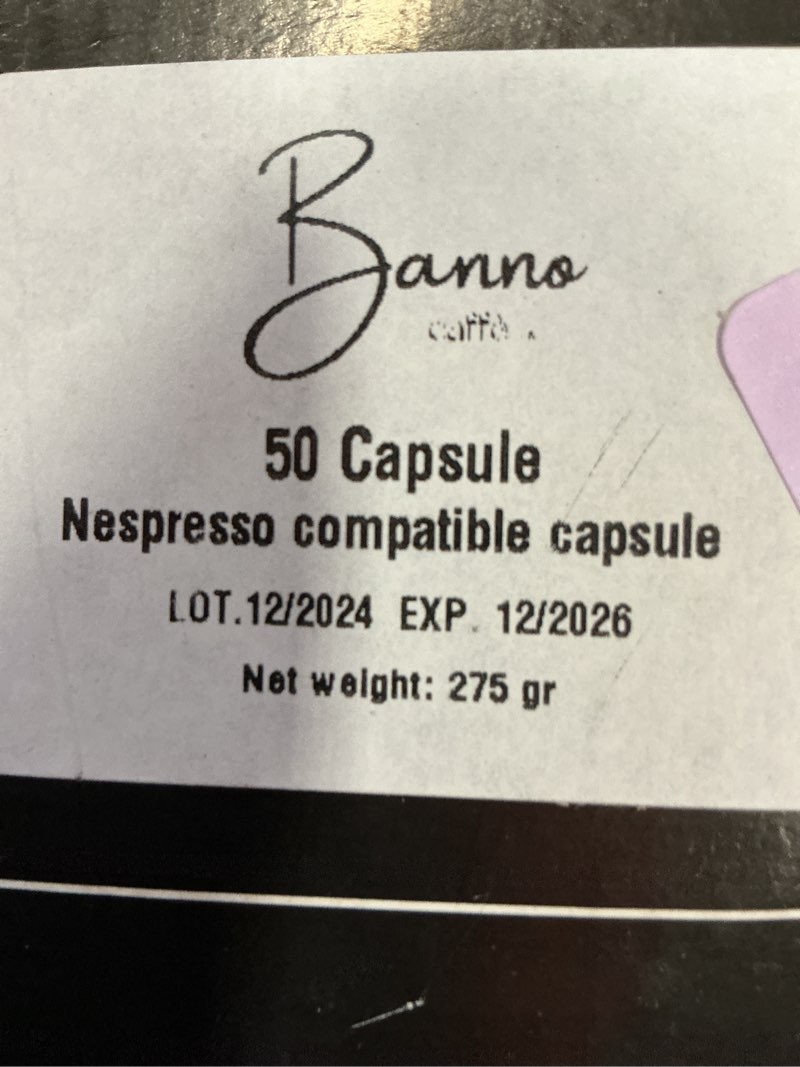 Banno
caffè
50 Capsule
Nespresso compatible capsule
LOT.12/2024 EXP. 12/2026
Net weight: 275 gr